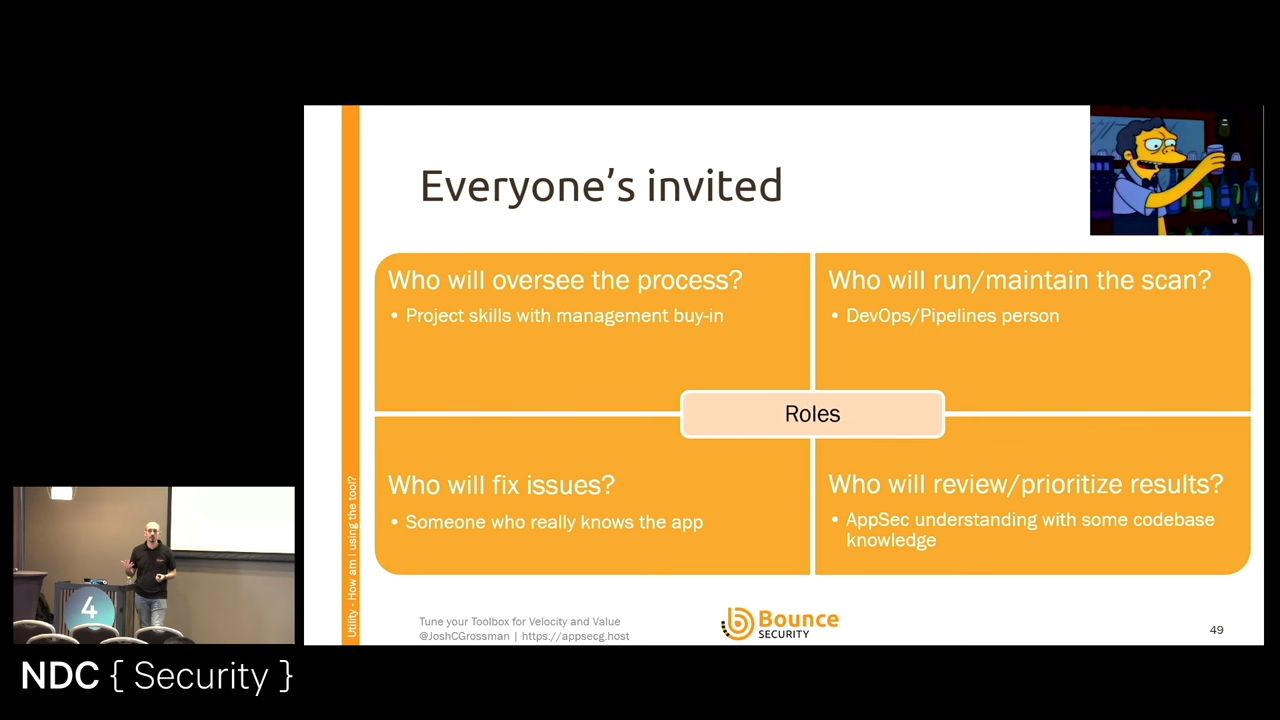 Everyone's invited
Who will oversee the process?
• Project skills with management buy-in
Who will run/maintain the scan?
• DevOps/Pipelines person
Roles
Who will fix issues?
• Someone who really knows the app
Who will review/prioritize results?
• AppSec understanding with some codebase
knowledge
Utility - How am I using the tool?
Tune your Toolbox for Velocity and Value
@JoshCGrossman | https://appsecg.host
Bounce
SECURITY
49
4
NDC { Security }